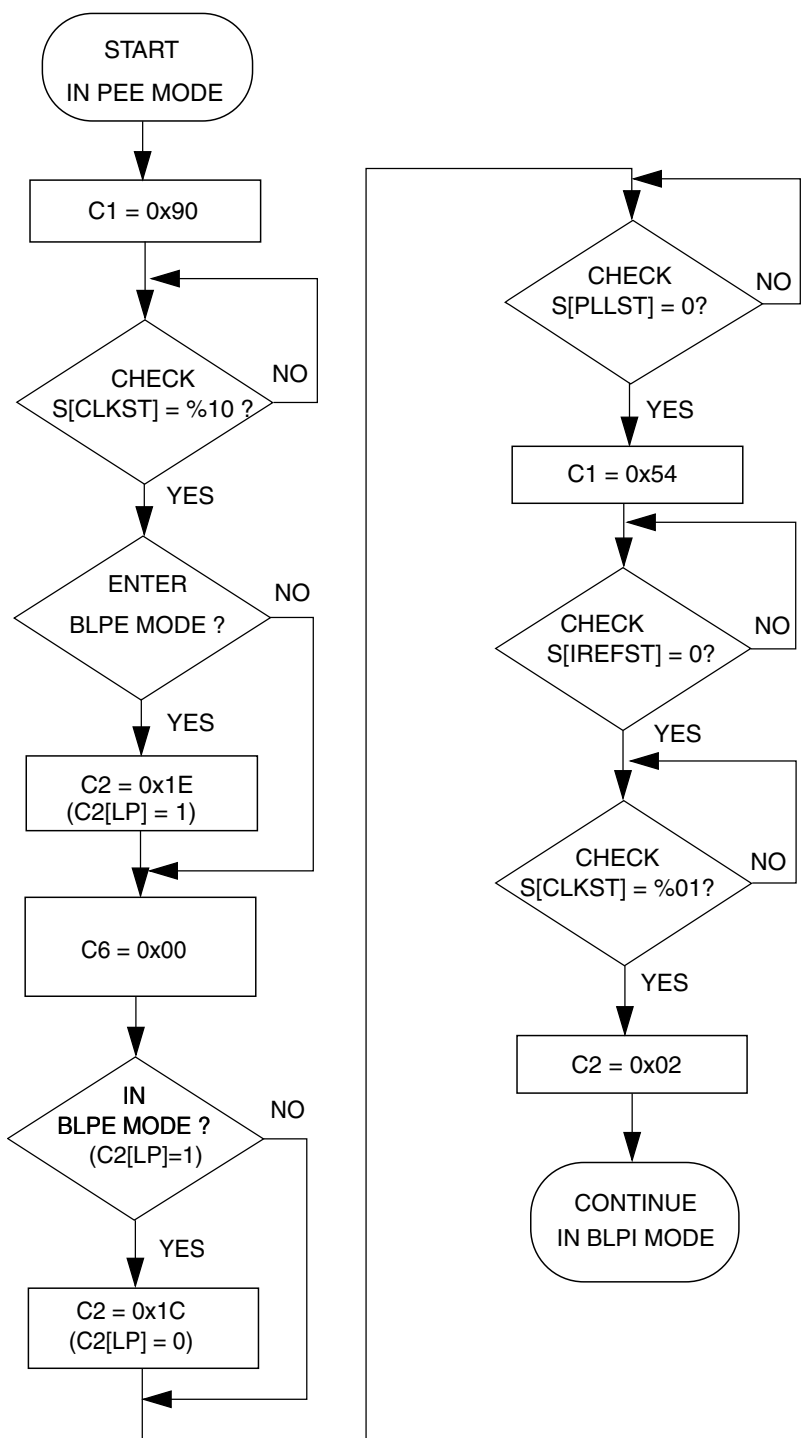 START
IN PEE MODE
C1 = 0x90
CHECK
S[CLKST] = %10 ?
NO
YES
ENTER
BLPE MODE ?
NO
YES
C2 = 0x1E
(C2[LP] = 1)
C6 = 0x00
IN
BLPE MODE ?
(C2[LP]=1)
NO
YES
C2 = 0x1C
(C2[LP] = 0)
CHECK
S[PLLST] = 0?
NO
YES
C1 = 0x54
CHECK
S[IREFST] = 0?
NO
YES
CHECK
S[CLKST] = %01?
NO
YES
C2 = 0x02
CONTINUE
IN BLPI MODE